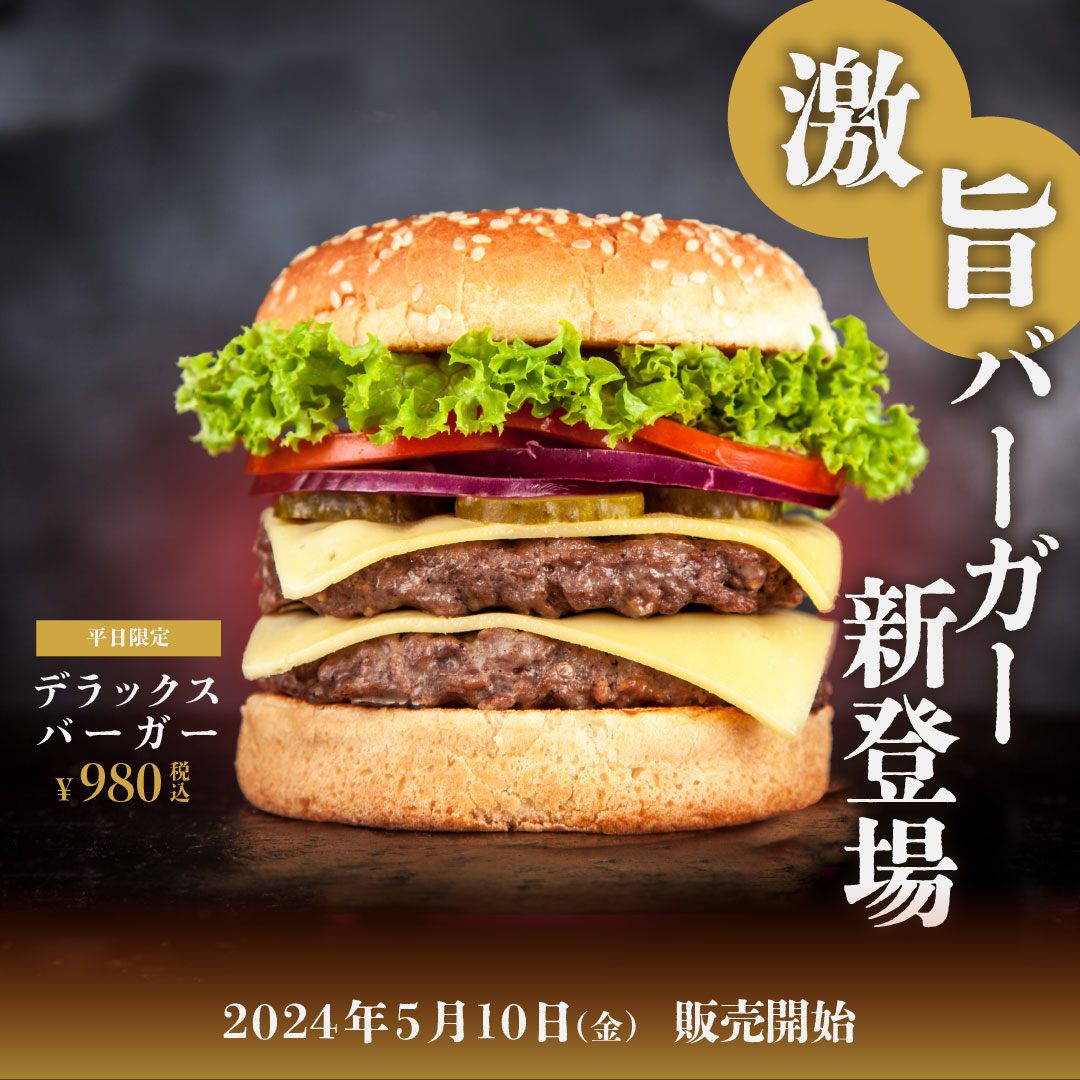 激旨バーガー
新登場
平日限定
デラックス
バーガー
¥980税込
2024年5月10日(金) 販売開始